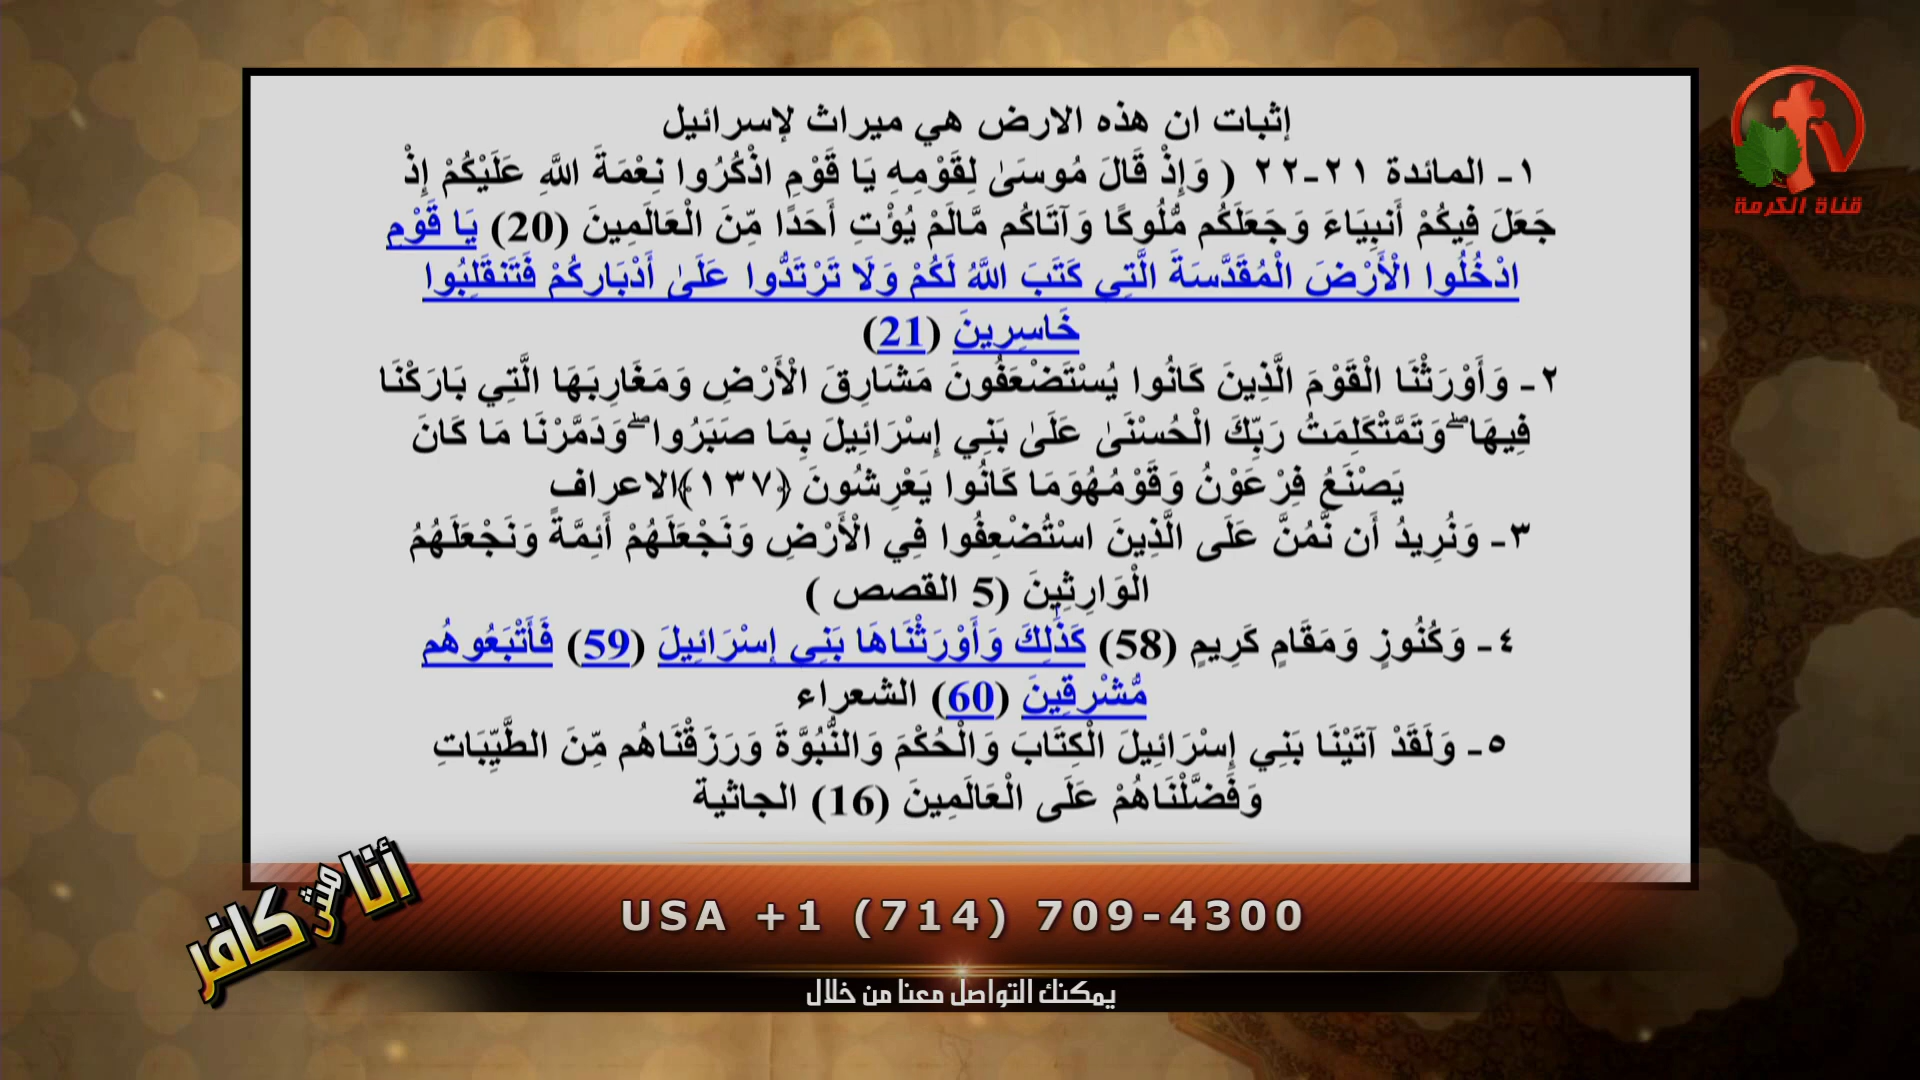 إثبات ان هذه الارض هي ميراث لإسرائيل
١- المائدة ٢١-٢٢ ( وَإِذْ قَالَ مُوسَىٰ لِقَوْمِهِ يَا قَوْمِ اذْكُرُوا نِعْمَةَ اللَّهِ عَلَيْكُمْ إِذْ
جَعَلَ فِيكُمْ أَنبِيَاءَ وَجَعَلَكُم مُّلُوكًا وَآتَاكُم مَّالَمْ يُؤْتِ أَحَدًا مِّنَ الْعَالَمِينَ (20) يَا قَوْمِ
ادْخُلُوا الْأَرْضَ الْمُقَدَّسَةَ الَّتِي كَتَبَ اللَّهُ لَكُمْ وَلَا تَرْتَدُّوا عَلَىٰ أَدْبَارِكُمْ فَتَنقَلِبُوا
خَاسِرِينَ (21)
٢- وَأَوْرَثْنَا الْقَوْمَ الَّذِينَ كَانُوا يُسْتَضْعَفُونَ مَشَارِقَ الْأَرْضِ وَمَغَارِبَهَا الَّتِي بَارَكْنَا
فِيهَا ۖ وَتَمَّتْكَلِمَتُ رَبِّكَ الْحُسْنَىٰ عَلَىٰ بَنِي إِسْرَائِيلَ بِمَا صَبَرُوا ۖ وَدَمَّرْنَا مَا كَانَ
يَصْنَعُ فِرْعَوْنُ وَقَوْمُهُوَمَا كَانُوا يَعْرِشُونَ ﴿١٣٧﴾الاعراف
٣- وَنُرِيدُ أَن نَّمُنَّ عَلَى الَّذِينَ اسْتُضْعِفُوا فِي الْأَرْضِ وَنَجْعَلَهُمْ أَئِمَّةً وَنَجْعَلَهُمُ
الْوَارِثِينَ (5 القصص )
٤- وَكُنُوزٍ وَمَقَامٍ كَرِيمٍ (58) كَذَٰلِكَ وَأَوْرَثْنَاهَا بَنِي إِسْرَائِيلَ (59) فَأَتْبَعُوهُم
مُّشْرِقِينَ (60) الشعراء
٥- وَلَقَدْ آتَيْنَا بَنِي إِسْرَائِيلَ الْكِتَابَ وَالْحُكْمَ وَالنُّبُوَّةَ وَرَزَقْنَاهُم مِّنَ الطَّيِّبَاتِ
وَفَضَّلْنَاهُمْ عَلَى الْعَالَمِينَ (16) الجاثية
قناة الكرمة
أنا مش كافر
USA +1 (714) 709-4300
يمكنك التواصل معنا من خلال